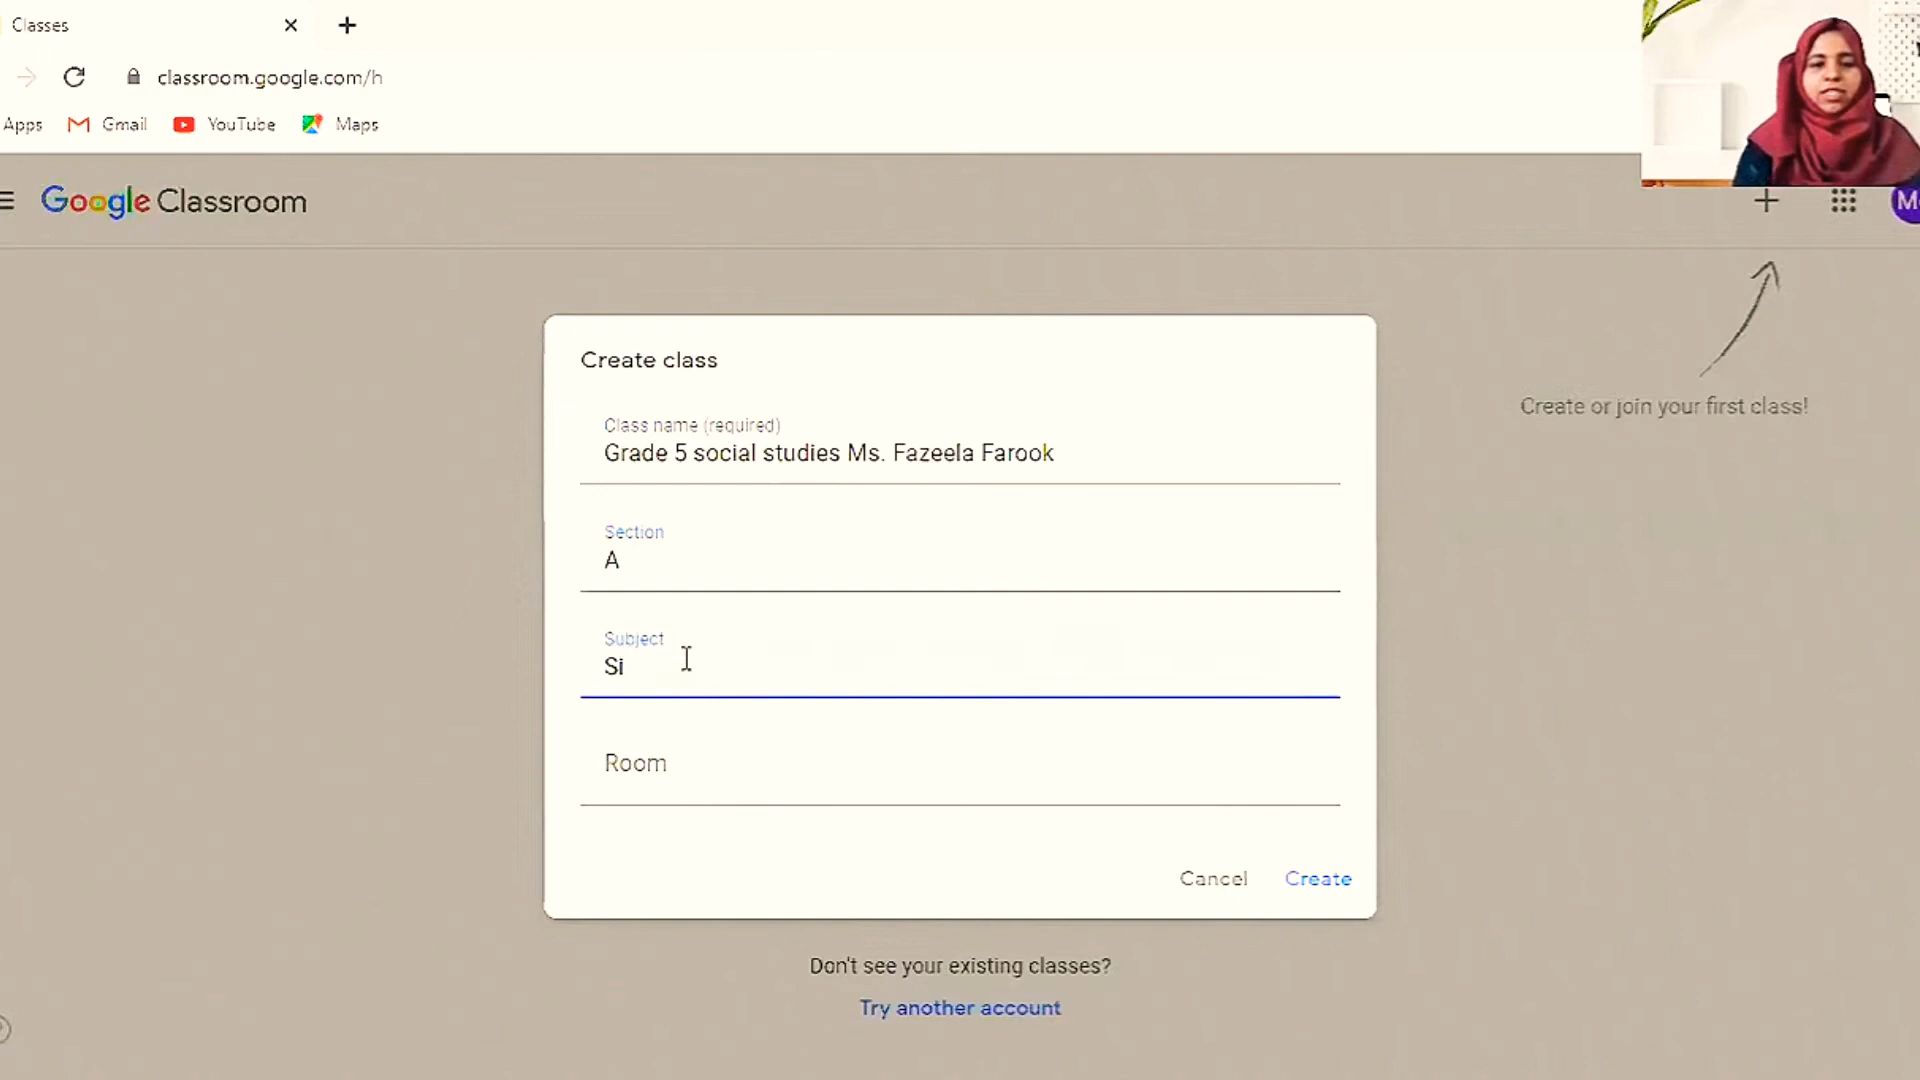 Classes
classroom.google.com/h
Apps Gmail YouTube Maps
Google Classroom
M
Create or join your first class!
Create class
Class name (required)
Grade 5 social studies Ms. Fazeela Farook
Section
A
Subject
Si
Room
Cancel Create
Don't see your existing classes?
Try another account